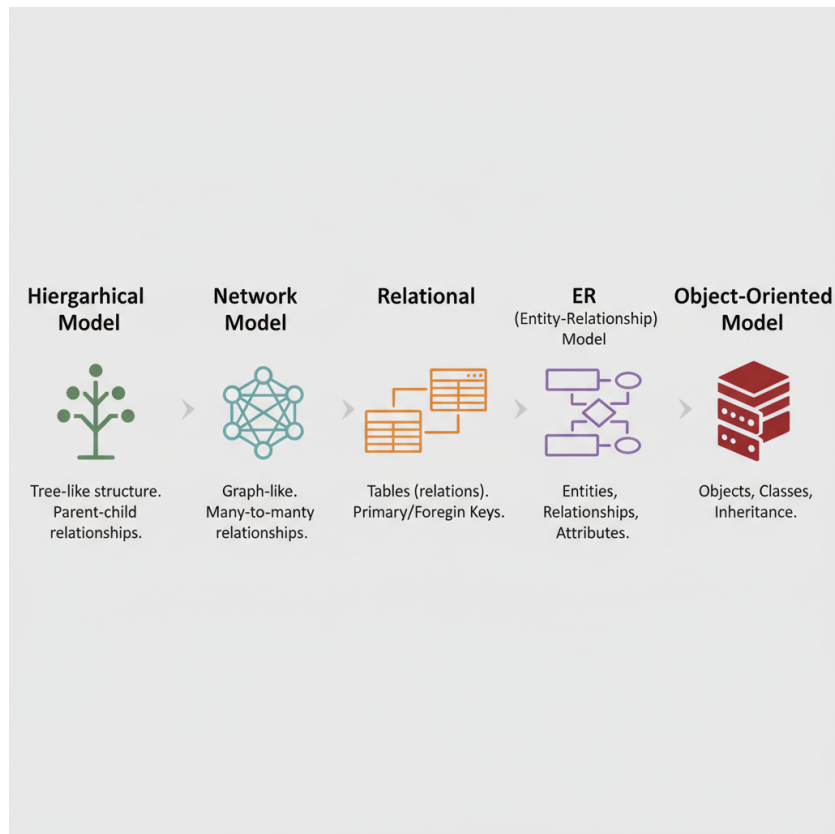 Hiergarhical
Model
Tree-like structure.
Parent-child
relationships.
Network
Model
Graph-like.
Many-to-manty
relationships.
Relational
Tables (relations).
Primary/Foregin Keys.
ER
(Entity-Relationship)
Model
Entities,
Relationships,
Attributes.
Object-Oriented
Model
Objects, Classes,
Inheritance.